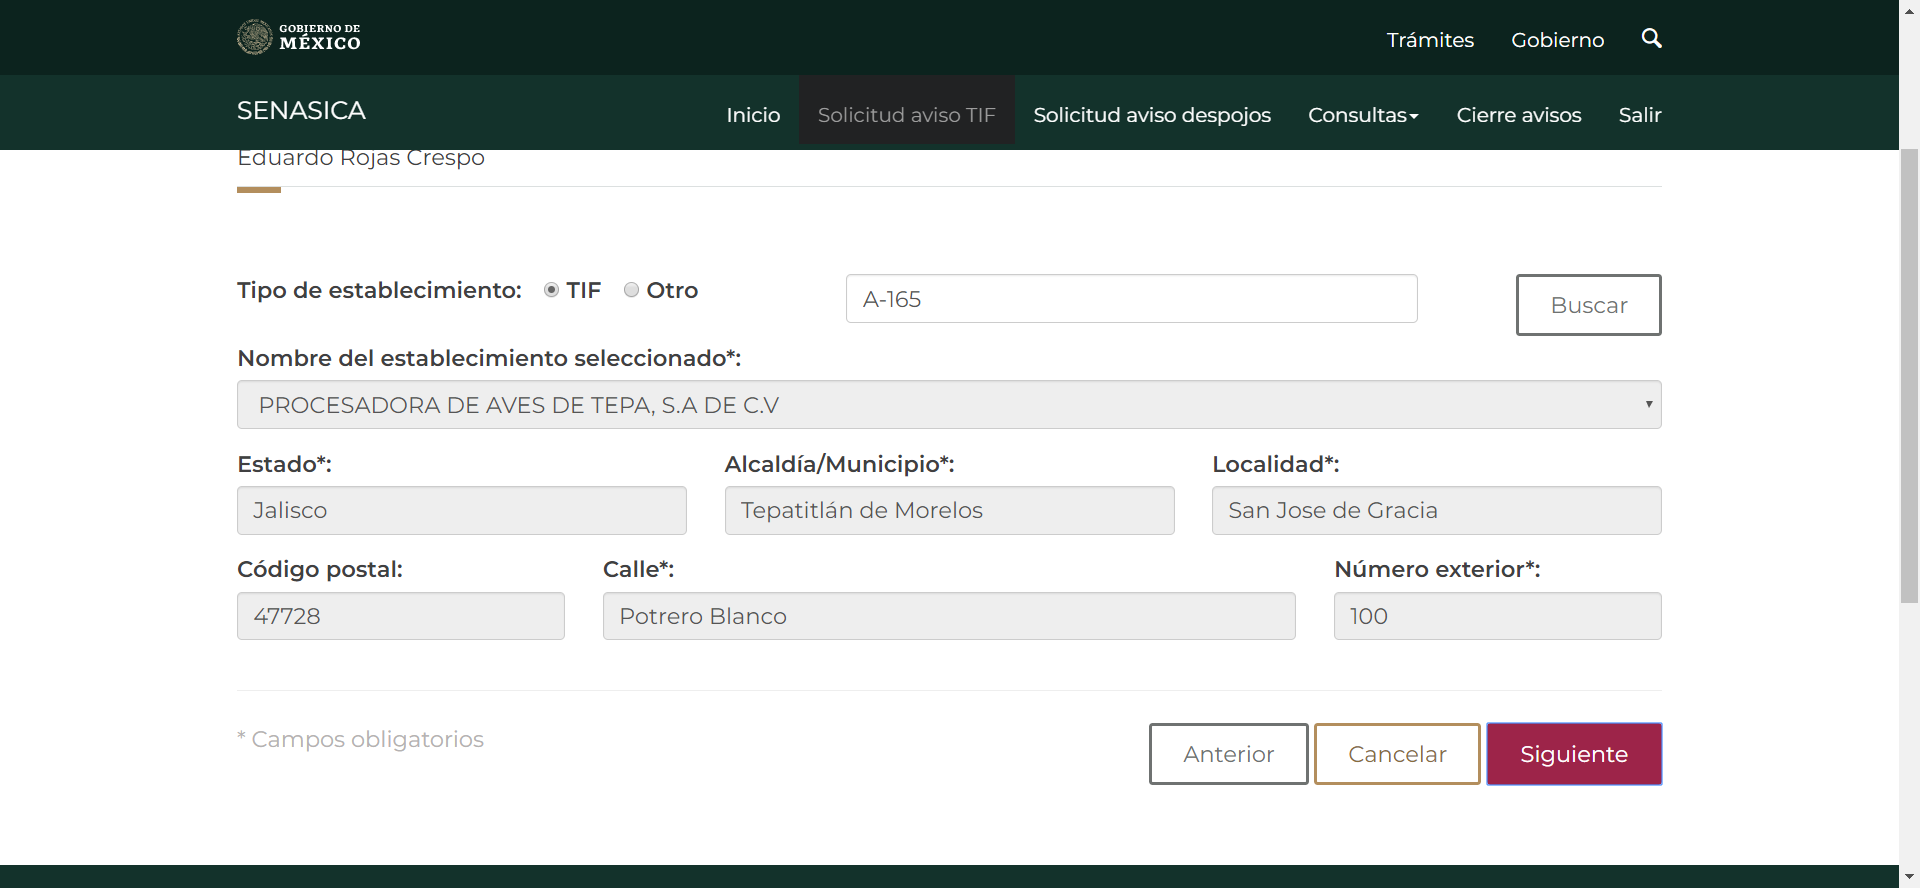 GOBIERNO DE
MÉXICO
Trámites Gobierno
SENASICA
Inicio Solicitud aviso TIF Solicitud aviso despojos Consultas Cierre avisos Salir
Eduardo Rojas Crespo
Tipo de establecimiento: TIF Otro A-165 Buscar
Nombre del establecimiento seleccionado*:
PROCESADORA DE AVES DE TEPA, S.A DE C.V
Estado*: Alcaldía/Municipio*: Localidad*:
Jalisco Tepatitlán de Morelos San Jose de Gracia
Código postal: Calle*: Número exterior*:
47728 Potrero Blanco 100
* Campos obligatorios
Anterior Cancelar Siguiente